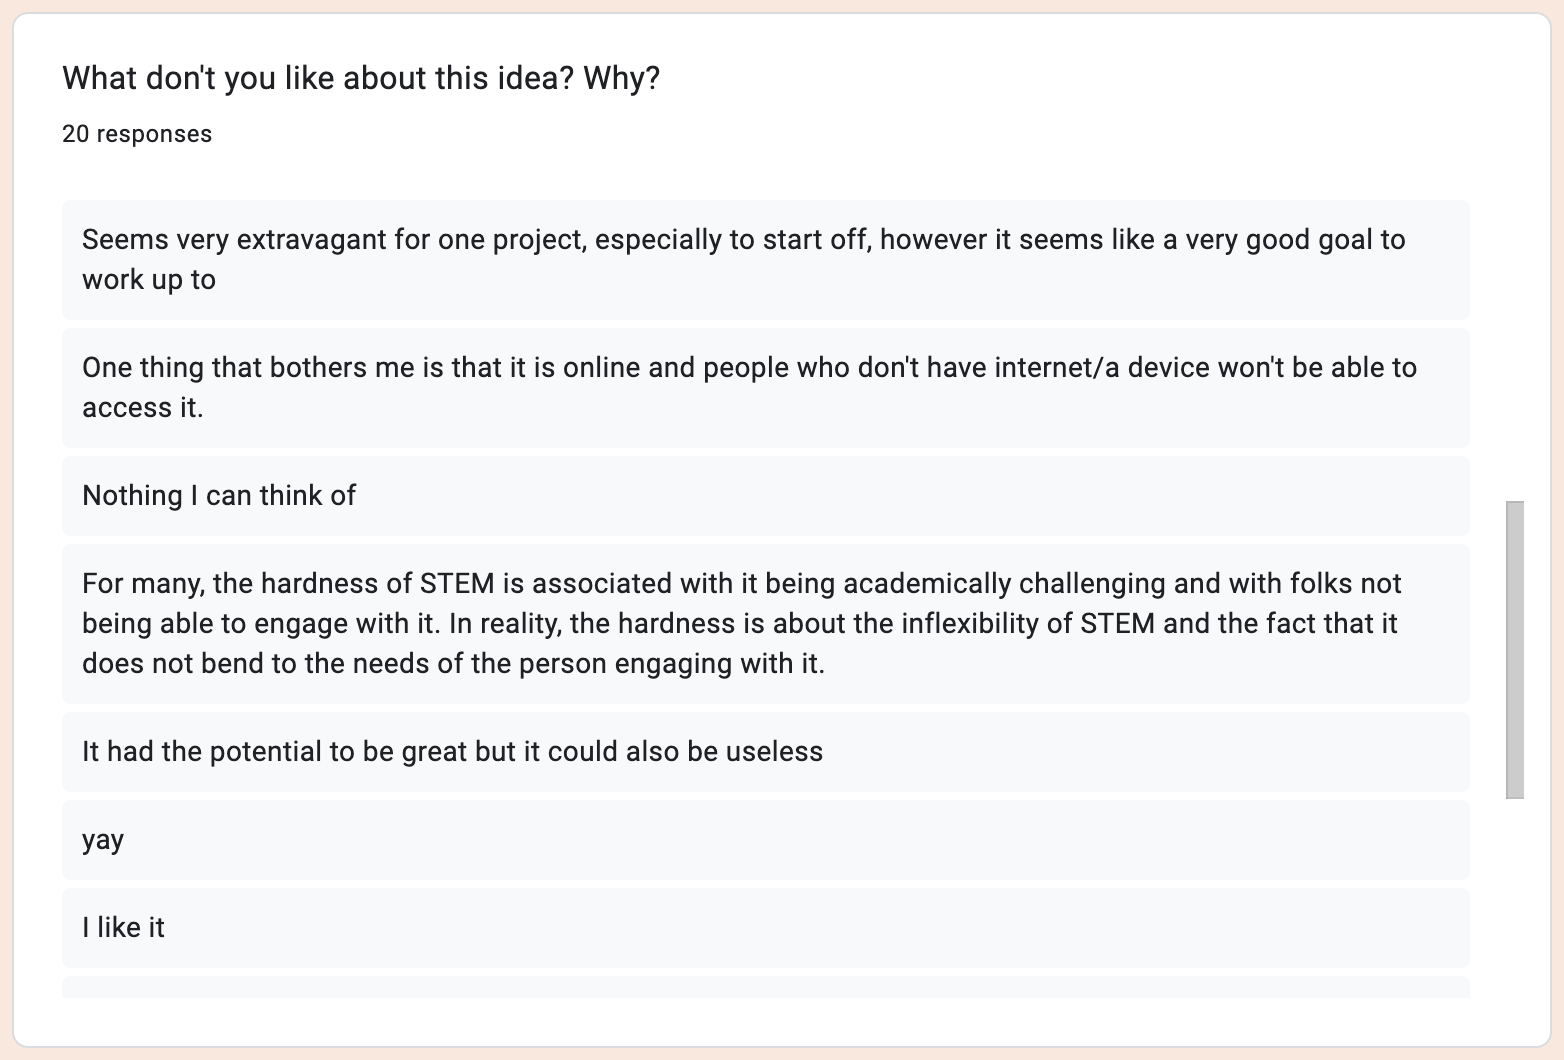 What don't you like about this idea? Why?
20 responses
Seems very extravagant for one project, especially to start off, however it seems like a very good goal to
work up to
One thing that bothers me is that it is online and people who don't have internet/a device won't be able to
access it.
Nothing I can think of
For many, the hardness of STEM is associated with it being academically challenging and with folks not
being able to engage with it. In reality, the hardness is about the inflexibility of STEM and the fact that it
does not bend to the needs of the person engaging with it.
It had the potential to be great but it could also be useless
yay
I like it